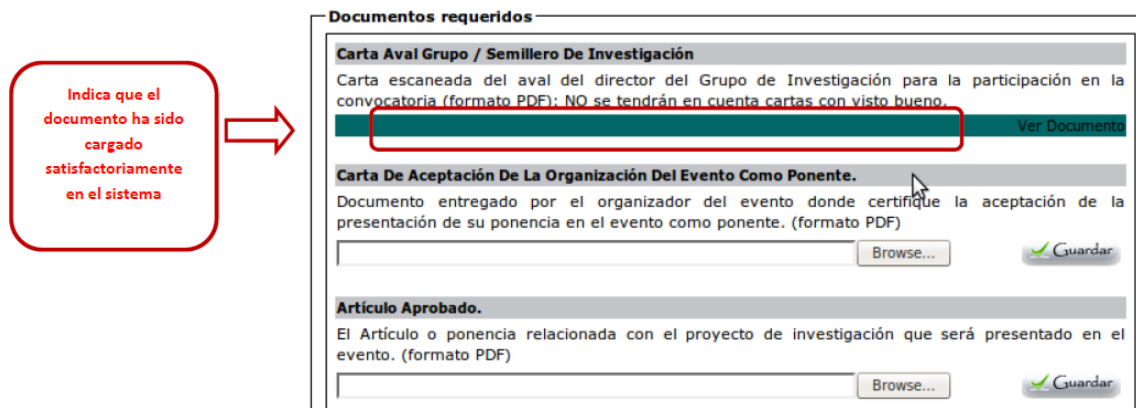 Documentos requeridos
Carta Aval Grupo / Semillero De Investigación
Carta escaneada del aval del director del Grupo de Investigación para la participación en la
convocatoria (formato PDF); NO se tendrán en cuenta cartas con visto bueno.
Ver Documento
Indica que el
documento ha sido
cargado
satisfactoriamente
en el sistema
Carta De Aceptación De La Organización Del Evento Como Ponente.
Documento entregado por el organizador del evento donde certifique la aceptación de la
presentación de su ponencia en el evento como ponente. (formato PDF)
Browse... Guardar
Artículo Aprobado.
El Artículo o ponencia relacionada con el proyecto de investigación que será presentado en el
evento. (formato PDF)
Browse... Guardar